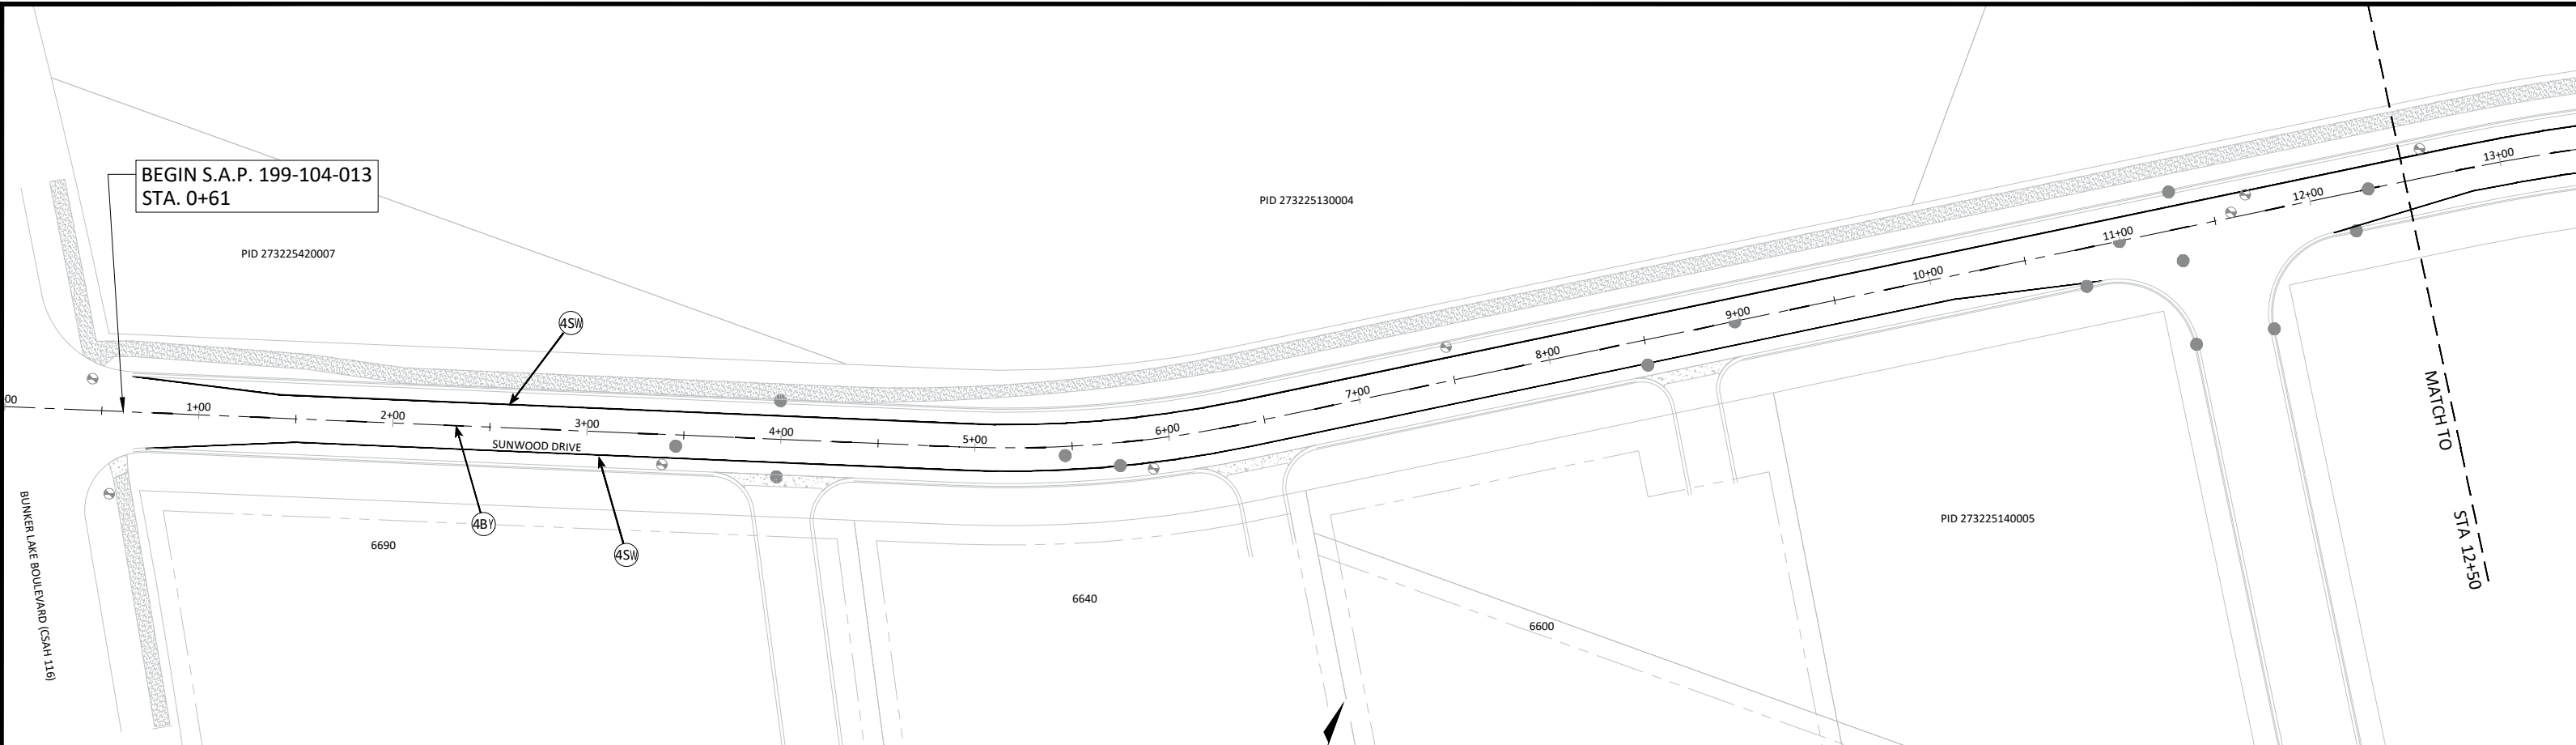 BEGIN S.A.P. 199-104-013
STA. 0+61
PID 273225420007
PID 273225130004
4SW
00
1+00
2+00
3+00
4+00
5+00
6+00
7+00
8+00
9+00
10+00
11+00
12+00
13+00
SUNWOOD DRIVE
4BY
4SW
BUNKER LAKE BOULEVARD (CSAH 116)
6690
6640
6600
PID 273225140005
MATCH TO
STA 12+50